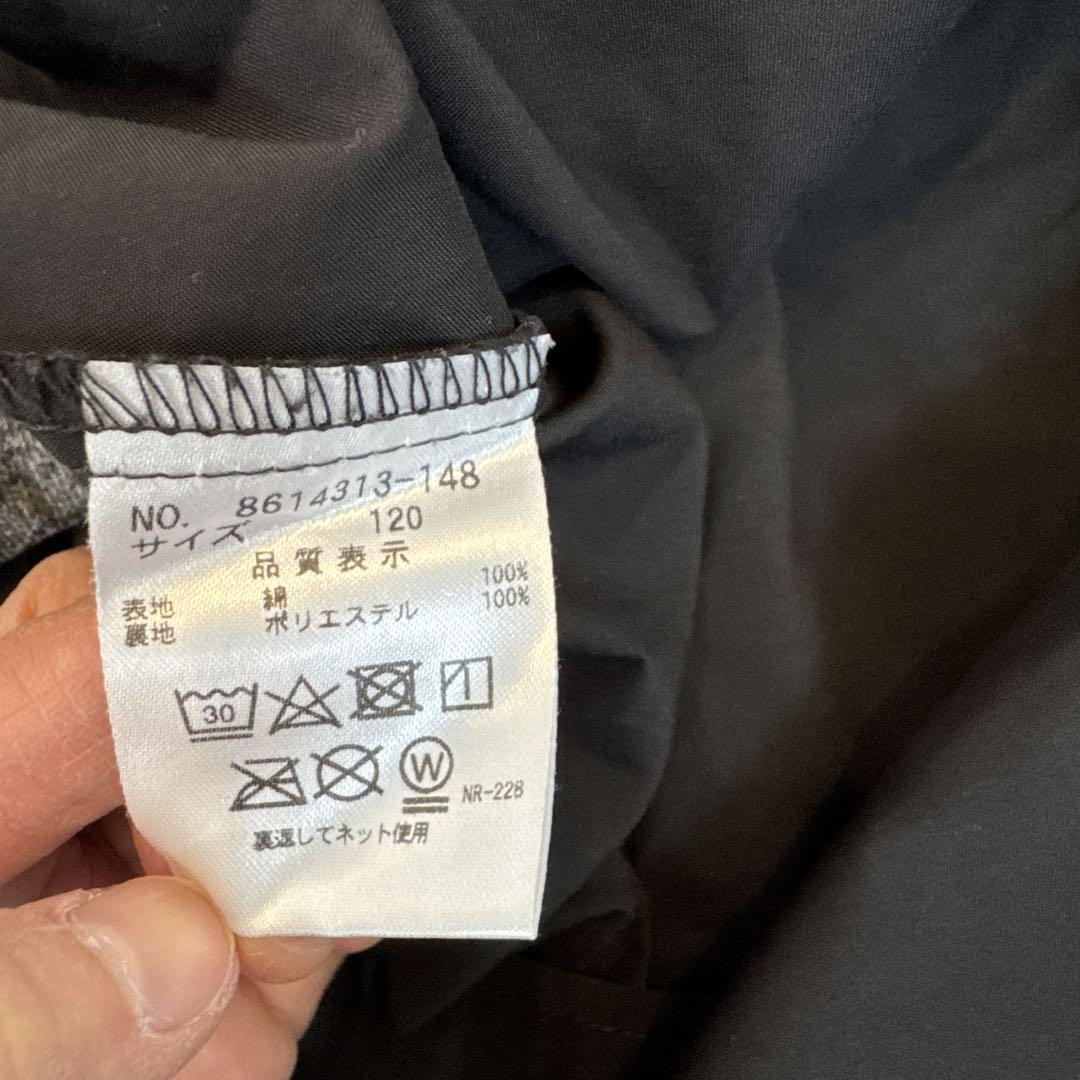 NO. 8614313-148
サイズ 120
品質表示
表地 綿 100%
裏地 ポリエステル 100%
30
W NR-228
裏返してネット使用